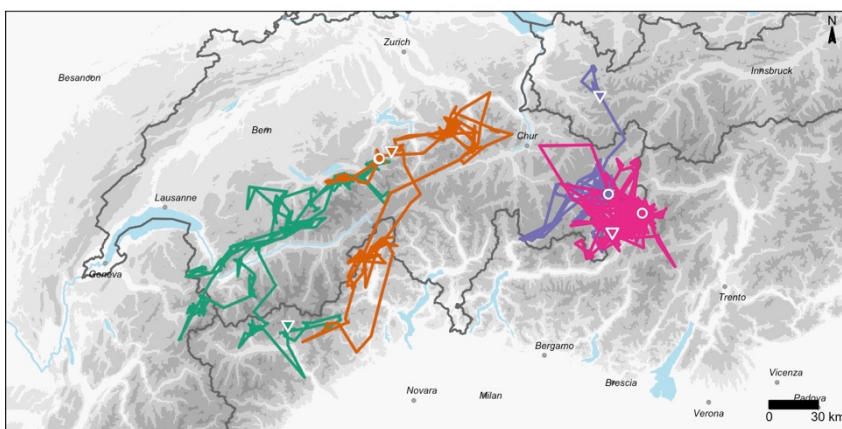 N
Zurich
Besancon
Innsbruck
Bern
Chur
Lausanne
Geneva
Trento
Bergamo
Brescia
Vicenza
Novara
Milan
Verona
Padova
0 30 km